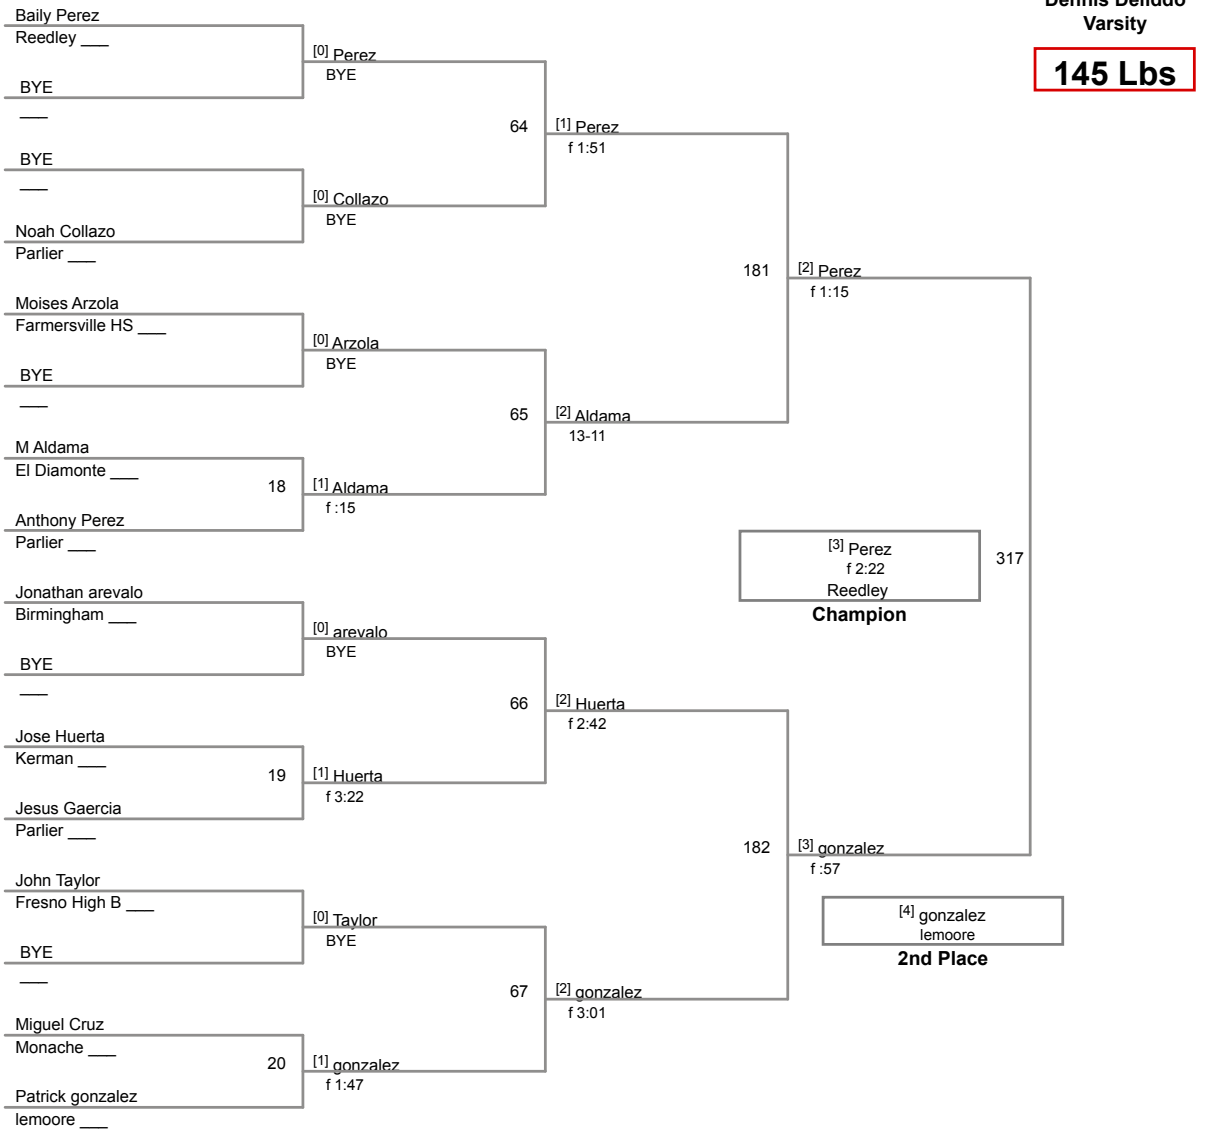 Dennis Deliddo
Varsity
145 Lbs
Baily Perez
Reedley ___
BYE
___
BYE
___
Noah Collazo
Parlier ___
Moises Arzola
Farmersville HS ___
BYE
___
M Aldama
El Diamonte ___
18
Anthony Perez
Parlier ___
Jonathan arevalo
Birmingham ___
BYE
___
Jose Huerta
Kerman ___
19
Jesus Gaercia
Parlier ___
John Taylor
Fresno High B ___
BYE
___
Miguel Cruz
Monache ___
20
Patrick gonzalez
lemoore ___
[0] Perez
BYE
64
[0] Collazo
BYE
[0] Arzola
BYE
65
[1] Aldama
f :15
[0] arevalo
BYE
66
[1] Huerta
f 3:22
[0] Taylor
BYE
67
[1] gonzalez
f 1:47
[1] Perez
f 1:51
181
[2] Aldama
13-11
[2] Huerta
f 2:42
182
[2] gonzalez
f 3:01
[2] Perez
f 1:15
317
[3] gonzalez
f :57
[3] Perez
f 2:22
Reedley
Champion
[4] gonzalez
lemoore
2nd Place